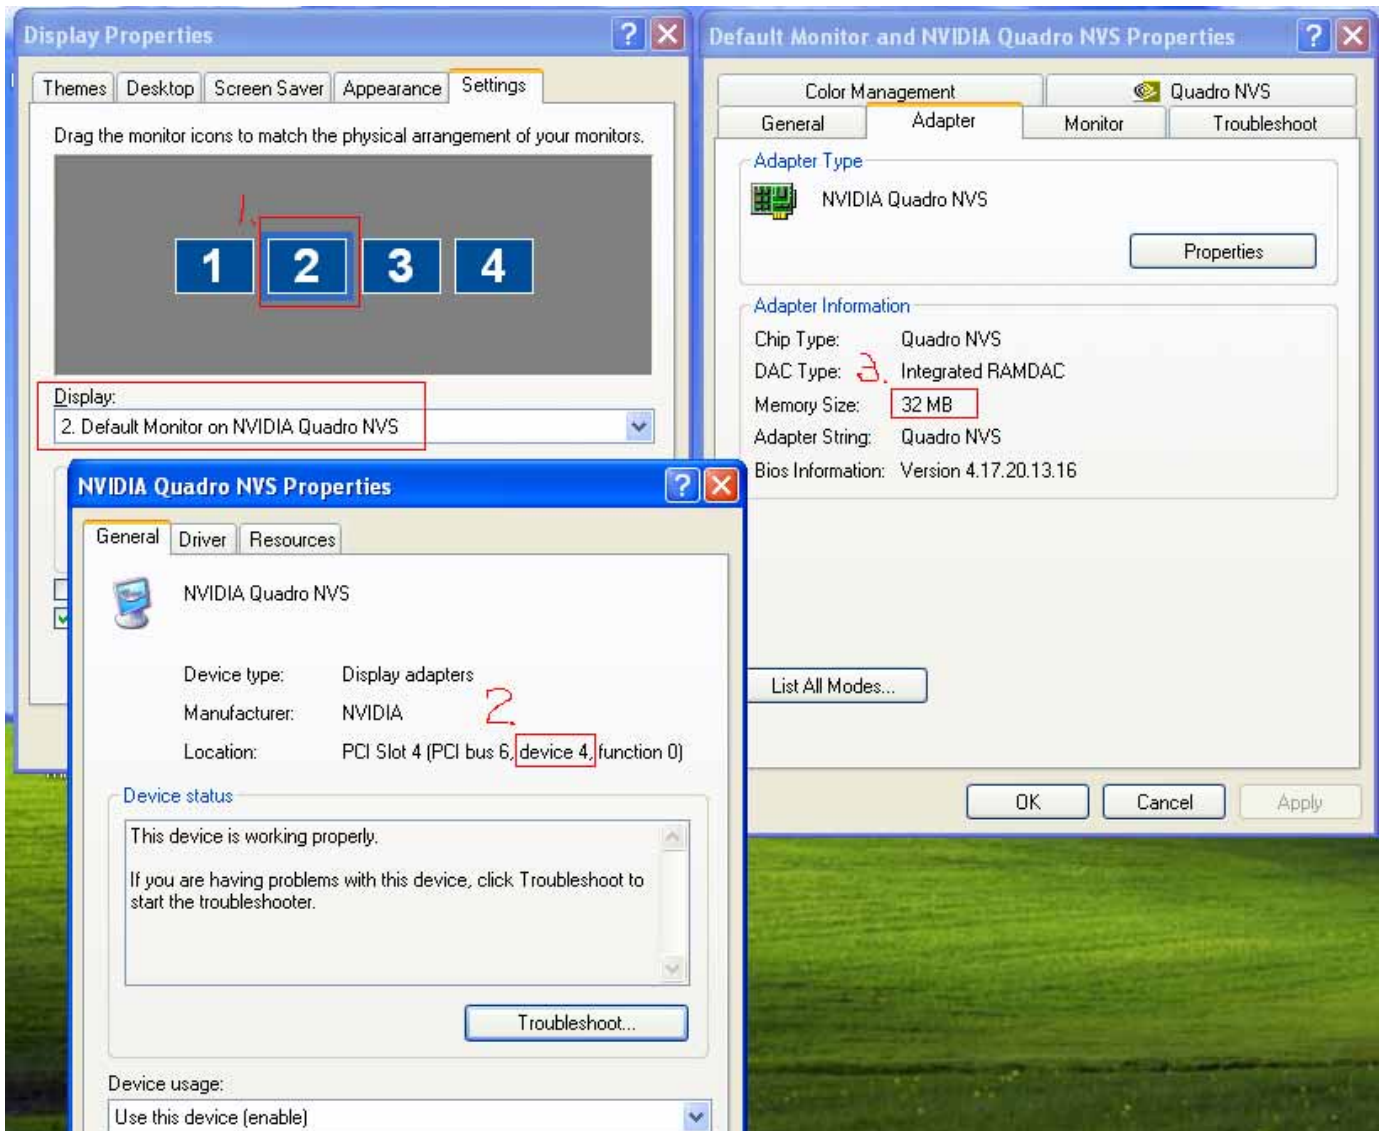 Display Properties
Themes Desktop Screen Saver Appearance Settings
Drag the monitor icons to match the physical arrangement of your monitors.
1.
1 2 3 4
Display:
2. Default Monitor on NVIDIA Quadro NVS
Default Monitor and NVIDIA Quadro NVS Properties
Color Management Quadro NVS
General Adapter Monitor Troubleshoot
Adapter Type
NVIDIA Quadro NVS
Properties
Adapter Information
Chip Type: Quadro NVS
DAC Type: Integrated RAMDAC
3.
Memory Size: 32 MB
Adapter String: Quadro NVS
Bios Information: Version 4.17.20.13.16
List All Modes...
OK Cancel Apply
NVIDIA Quadro NVS Properties
General Driver Resources
NVIDIA Quadro NVS
Device type: Display adapters
2.
Manufacturer: NVIDIA
Location: PCI Slot 4 (PCI bus 6, device 4, function 0)
Device status
This device is working properly.
If you are having problems with this device, click Troubleshoot to
start the troubleshooter.
Troubleshoot...
Device usage:
Use this device (enable)